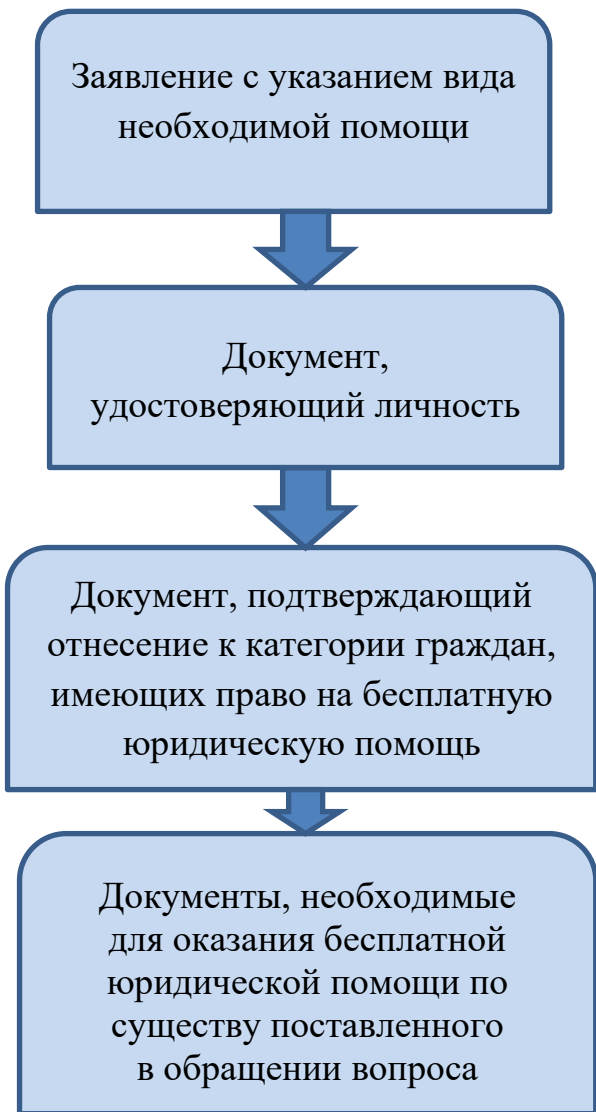 Заявление с указанием вида
необходимой помощи
Документ,
удостоверяющий личность
Документ, подтверждающий
отнесение к категории граждан,
имеющих право на бесплатную
юридическую помощь
Документы, необходимые
для оказания бесплатной
юридической помощи по
существу поставленного
в обращении вопроса